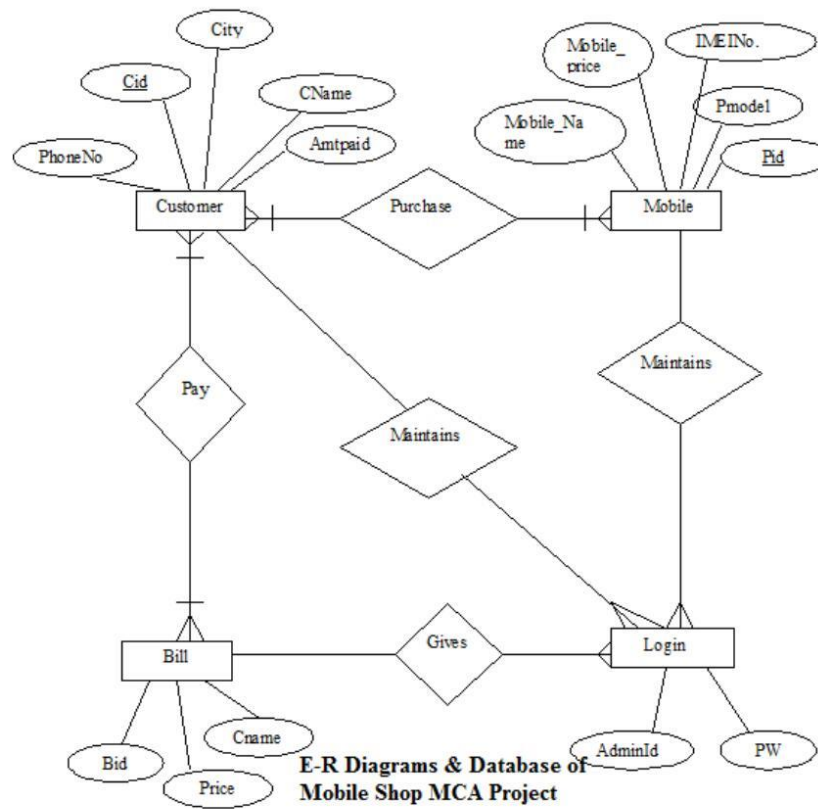 City
IMEINo.
Mobile_
price
Cid
CName
Pmodel
Mobile_Na
me
PhoneNo
Amtpaid
Pid
Customer
Purchase
Mobile
Pay
Maintains
Maintains
Bill
Gives
Login
Bid
Price
Cname
AdminId
PW
E-R Diagrams & Database of
Mobile Shop MCA Project